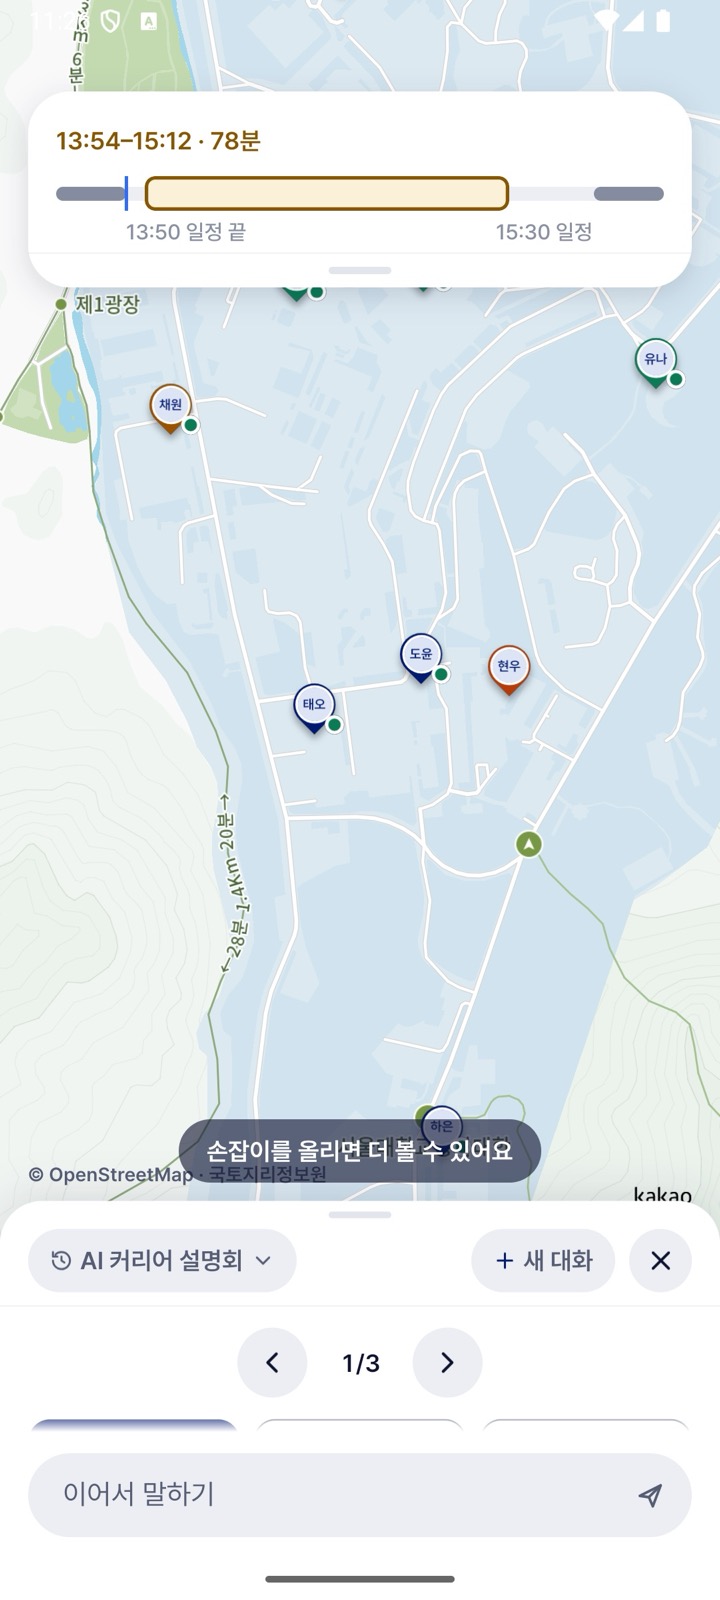 13:54–15:12 · 78분
13:50 일정 끝
15:30 일정
제1광장
유나
채원
도윤
현우
태오
←28분·1.4Km·20분→
하은
손잡이를 올리면 더 볼 수 있어요
© OpenStreetMap · 국토지리정보원
kakao
AI 커리어 설명회
+ 새 대화
1/3
이어서 말하기